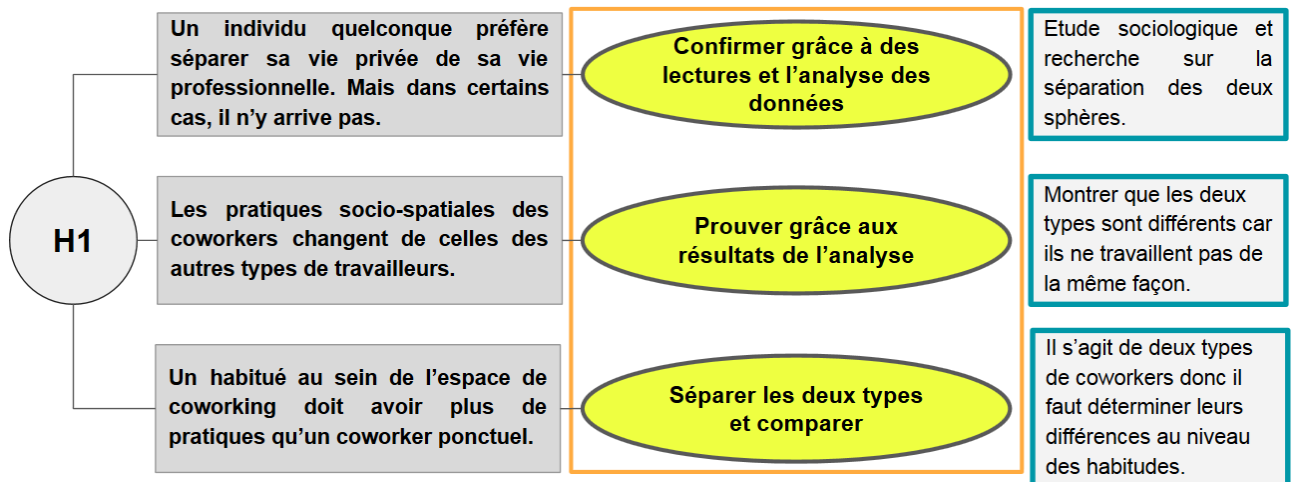 Un individu quelconque préfère
séparer sa vie privée de sa vie
professionnelle. Mais dans certains
cas, il n'y arrive pas.
Confirmer grâce à des
lectures et l'analyse des
données
Etude sociologique et
recherche sur la
séparation des deux
sphères.
H1
Les pratiques socio-spatiales des
coworkers changent de celles des
autres types de travailleurs.
Prouver grâce aux
résultats de l'analyse
Montrer que les deux
types sont différents car
ils ne travaillent pas de
la même façon.
Un habitué au sein de l'espace de
coworking doit avoir plus de
pratiques qu'un coworker ponctuel.
Séparer les deux types
et comparer
Il s'agit de deux types
de coworkers donc il
faut déterminer leurs
différences au niveau
des habitudes.